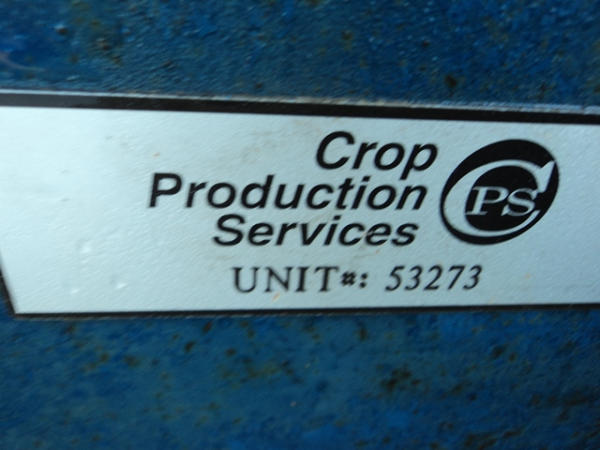 Crop
Production
Services
CPS
UNIT#: 53273